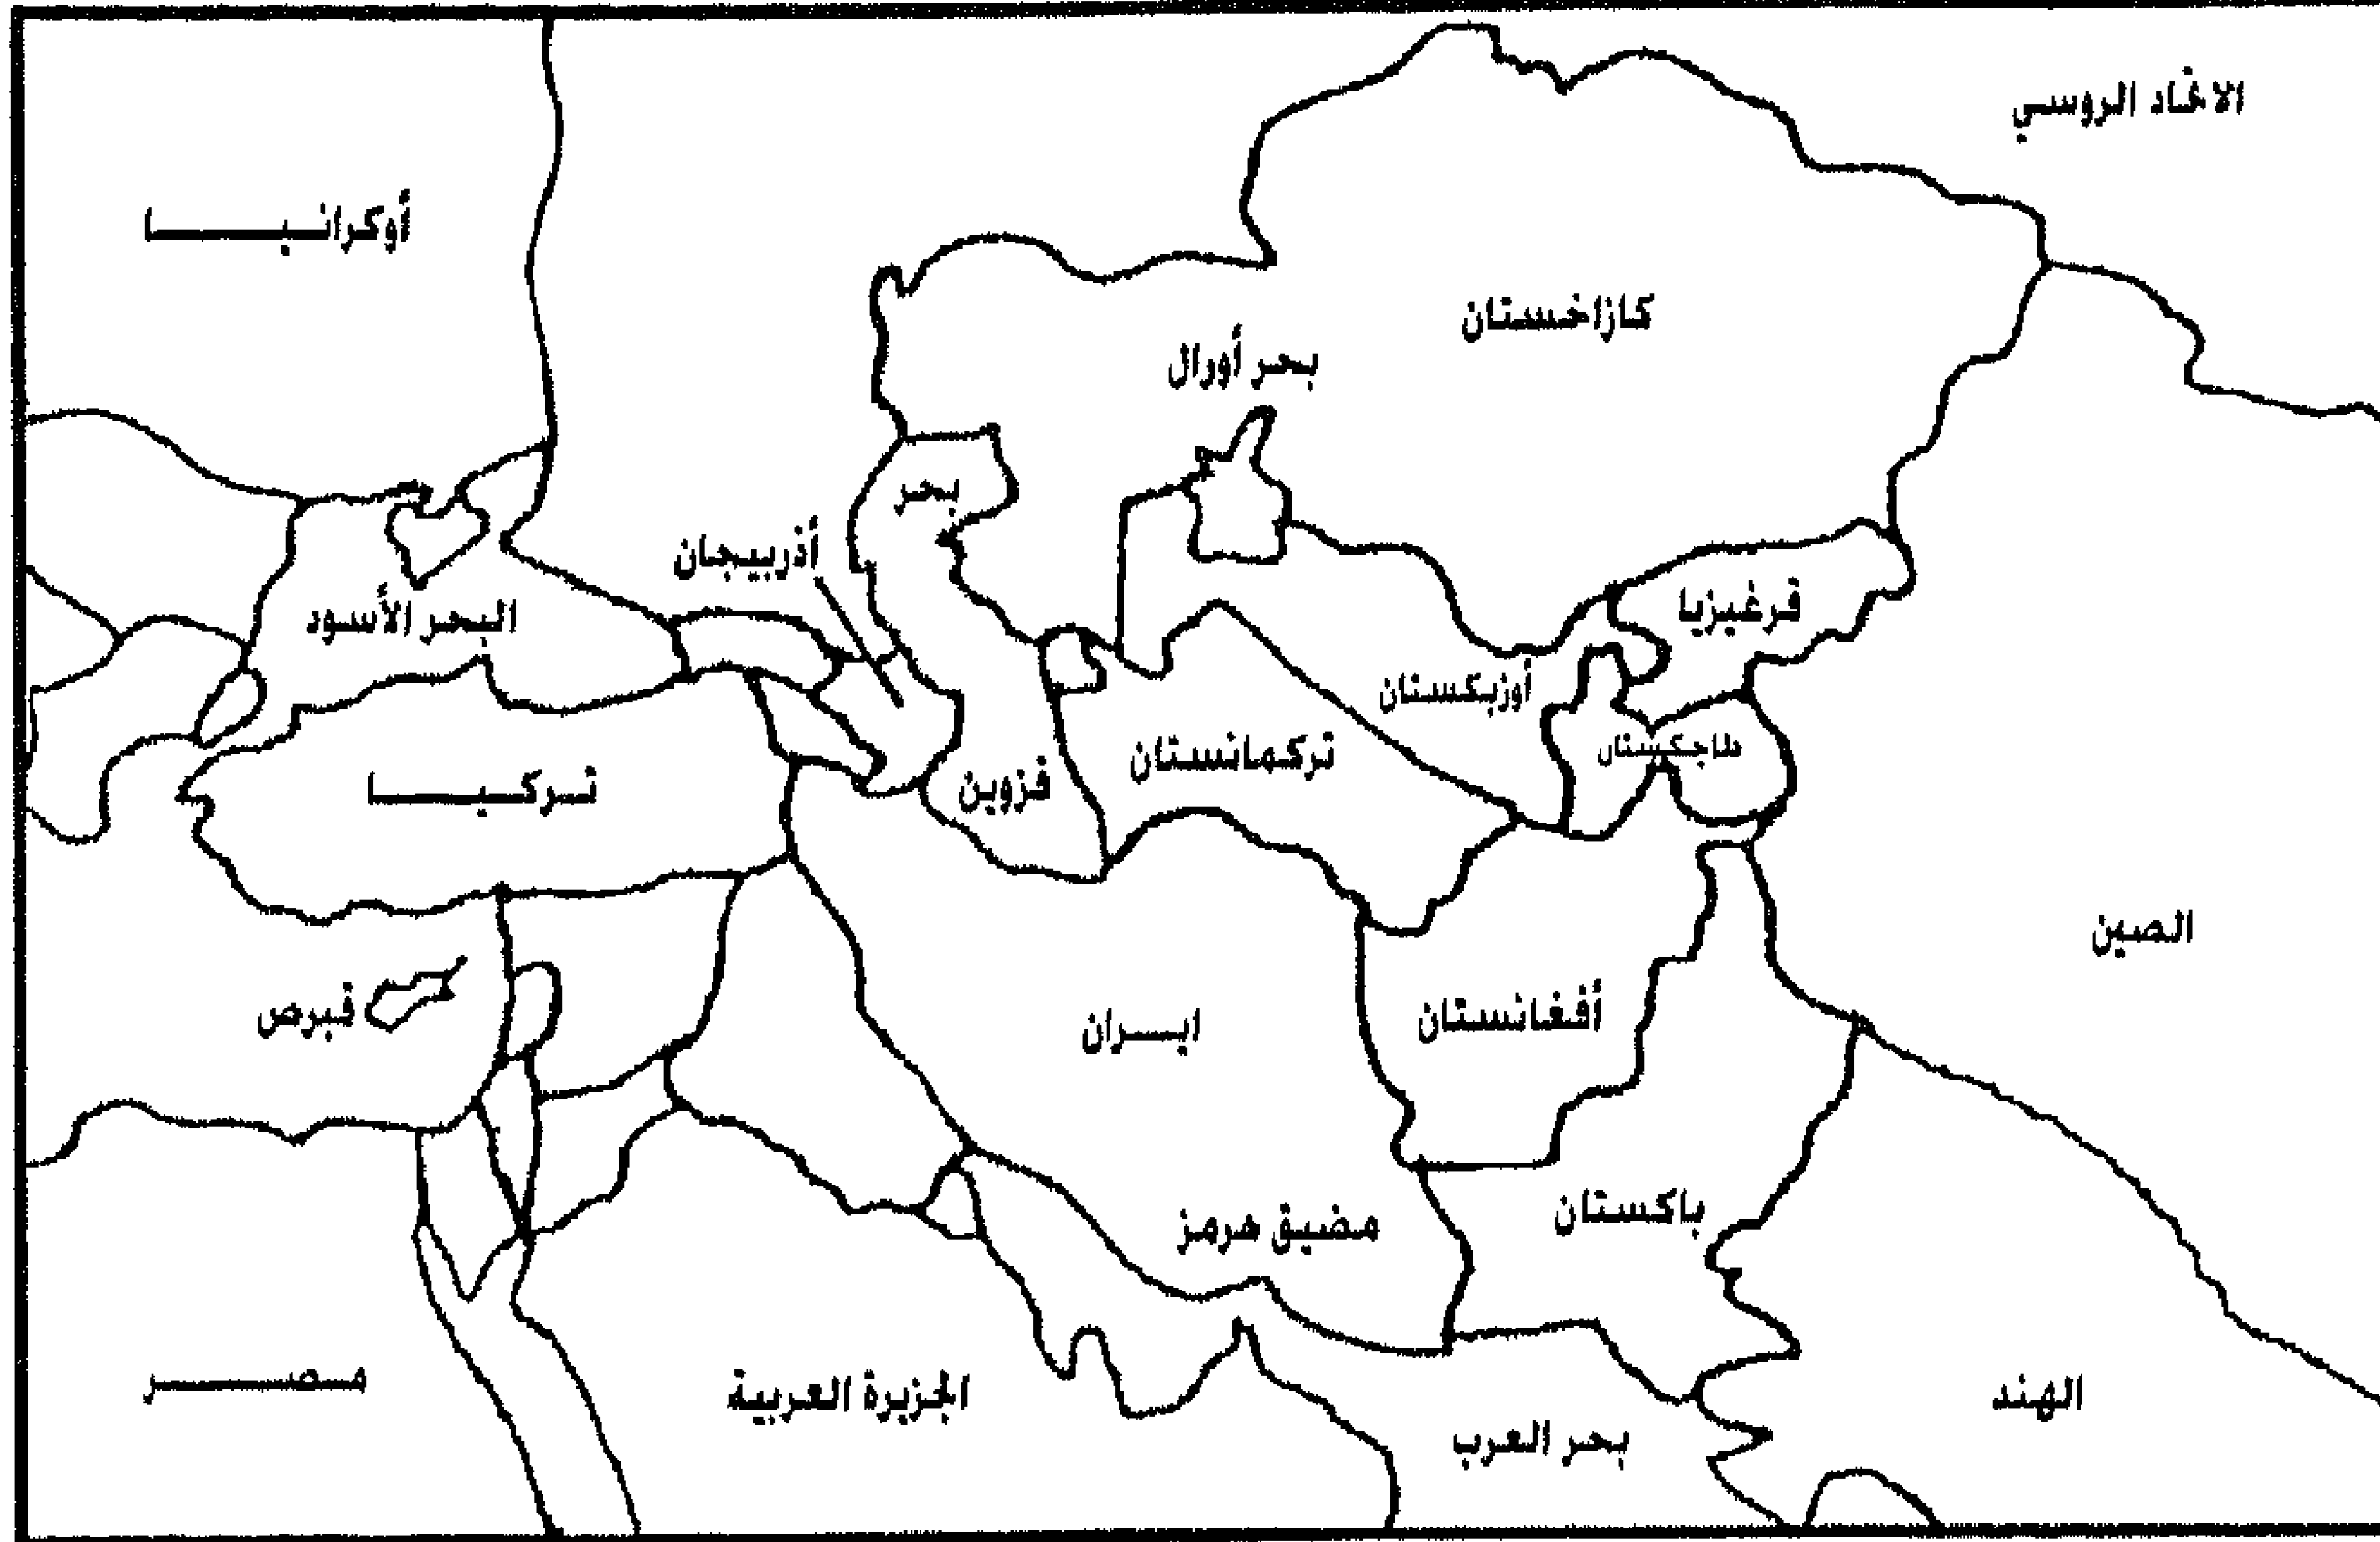 الاتحاد الروسي
أوكرانيا
كازاخستان
بحر أورال
بحر
أذربيجان
قرغيزيا
البحر الأسود
أوزبكستان
طاجكستان
تركمانستان
قزوين
تركيا
الصين
قبرص
ايران
أفغانستان
باكستان
مضيق هرمز
مصر
الجزيرة العربية
الهند
بحر العرب